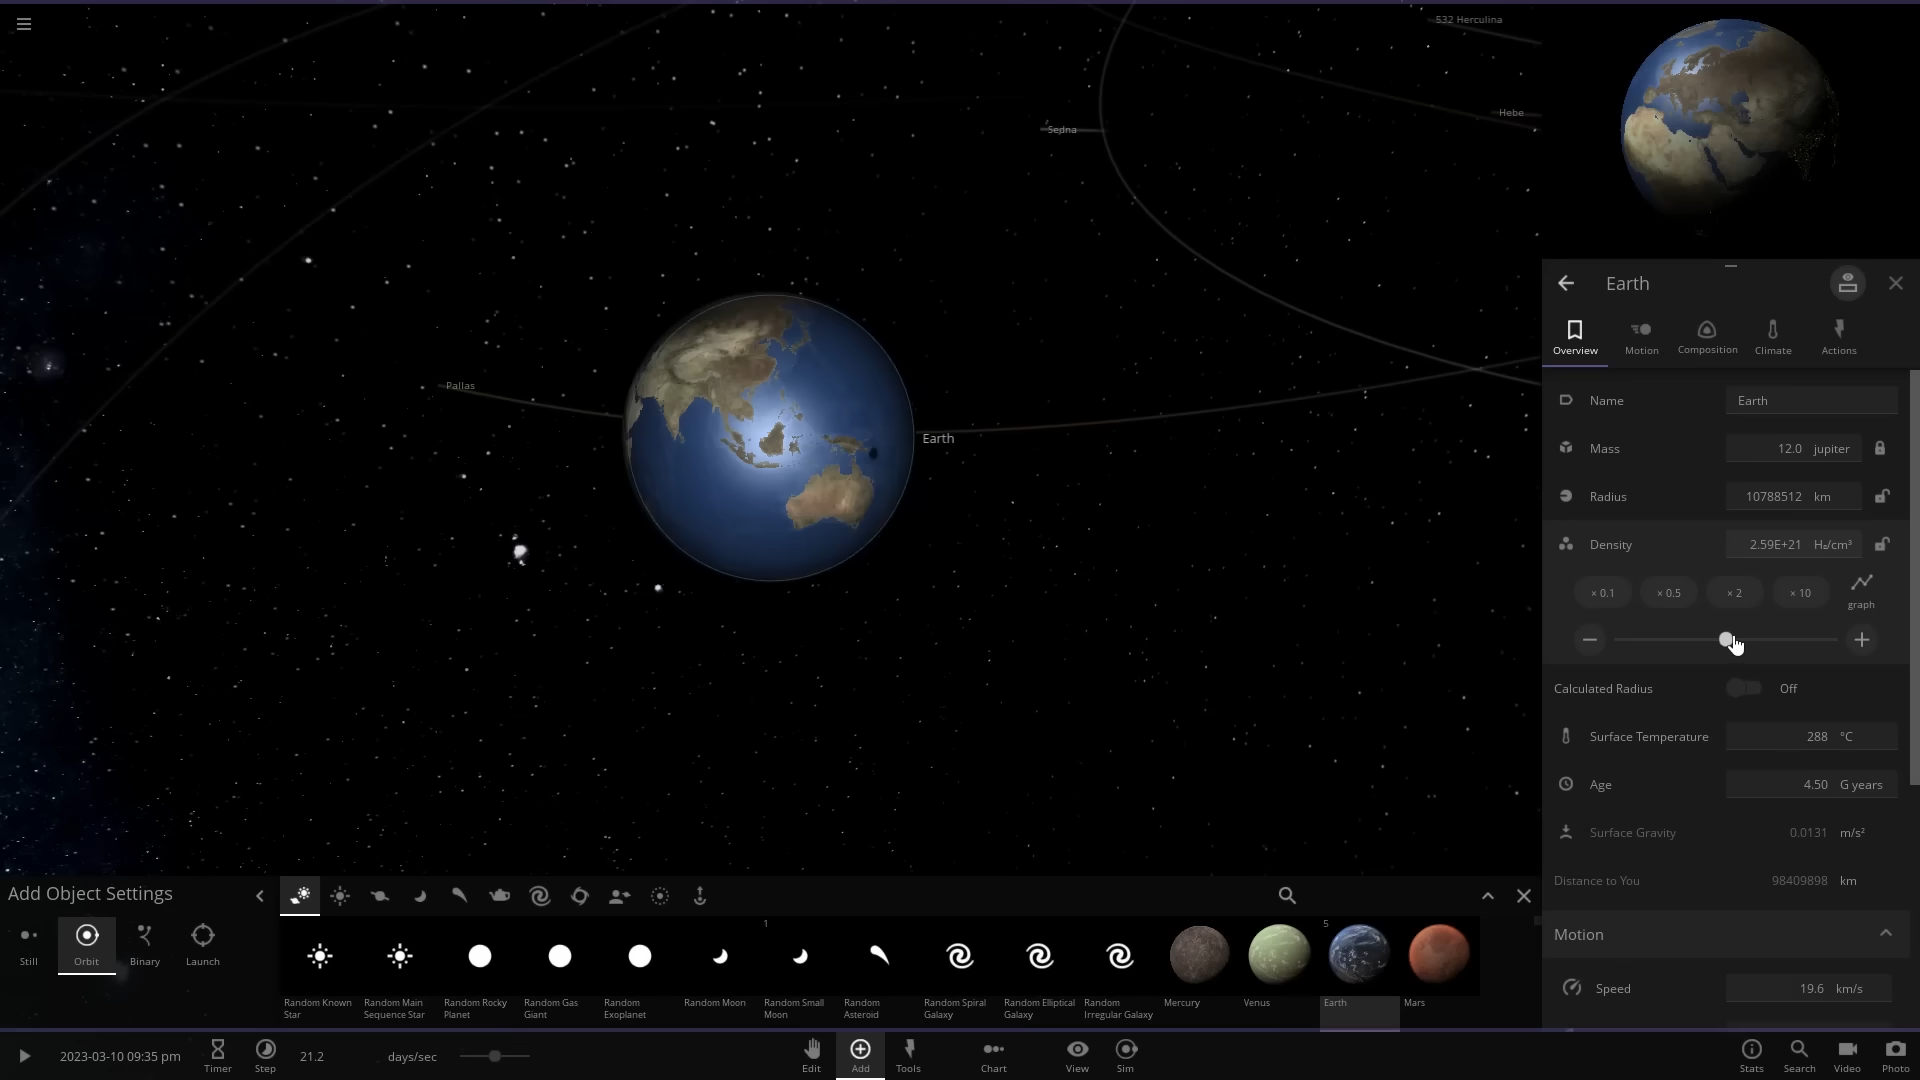 532 Herculina
Hebe
Sedna
Pallas
Earth
Earth
Overview
Motion
Composition
Climate
Actions
Name Earth
Mass 12.0 jupiter
Radius 10788512 km
Density 2.59E+21 H₂/cm³
× 0.1 × 0.5 × 2 × 10 graph
Calculated Radius Off
Surface Temperature 288 °C
Age 4.50 G years
Surface Gravity 0.0131 m/s²
Distance to You 98409898 km
Motion
Speed 19.6 km/s
Add Object Settings
Still Orbit Binary Launch
1
5
Random Known
Star
Random Main
Sequence Star
Random Rocky
Planet
Random Gas
Giant
Random
Exoplanet
Random Moon
Random Small
Moon
Random
Asteroid
Random Spiral
Galaxy
Random Elliptical
Galaxy
Random
Irregular Galaxy
Mercury
Venus
Earth
Mars
2023-03-10 09:35 pm
Timer
Step
21.2 days/sec
Edit
Add
Tools
Chart
View
Sim
Stats
Search
Video
Photo